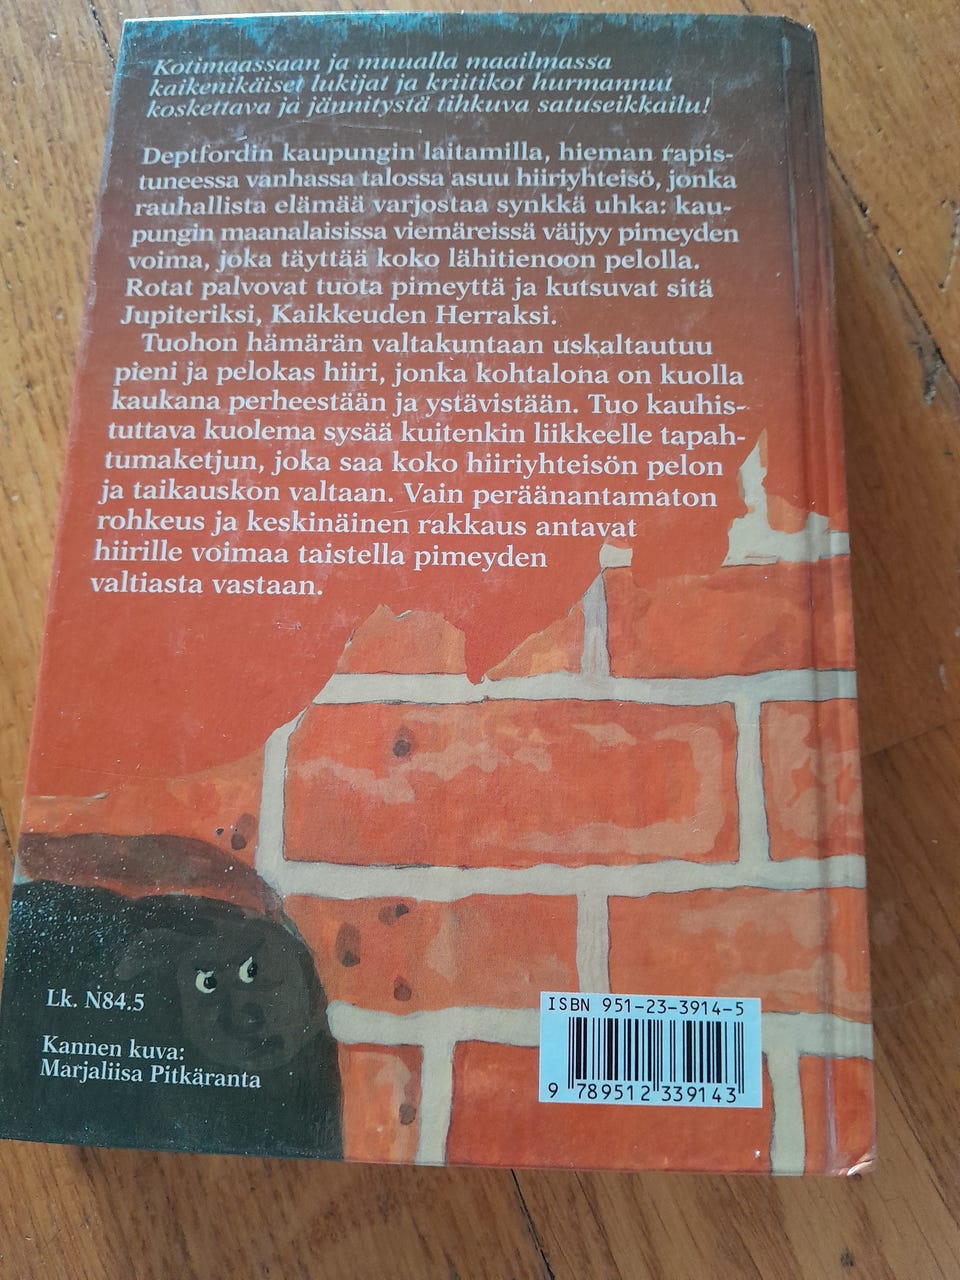 Kotimaassaan ja muualla maailmassa
kaikenikäiset lukijat ja kriitikot hurmannut
koskettava ja jännitystä tihkuva satuseikkailu!
Deptfordin kaupungin laitamilla, hieman rapis-
tuneessa vanhassa talossa asuu hiiriyhteisö, jonka
rauhallista elämää varjostaa synkkä uhka: kau-
pungin maanalaisissa viemäreissä väijyy pimeyden
voima, joka täyttää koko lähitienoon pelolla.
Rotat palvovat tuota pimeyttä ja kutsuvat sitä
Jupiteriksi, Kaikkeuden Herraksi.
Tuohon hämärän valtakuntaan uskaltautuu
pieni ja pelokas hiiri, jonka kohtalona on kuolla
kaukana perheestään ja ystävistään. Tuo kauhis-
tuttava kuolema sysää kuitenkin liikkeelle tapah-
tumaketjun, joka saa koko hiiriyhteisön pelon
ja taikauskon valtaan. Vain peräänantamaton
rohkeus ja keskinäinen rakkaus antavat
hiirille voimaa taistella pimeyden
valtiasta vastaan.
Lk. N84.5
Kannen kuva:
Marjaliisa Pitkäranta
ISBN 951-23-3914-5
9 789512 339143